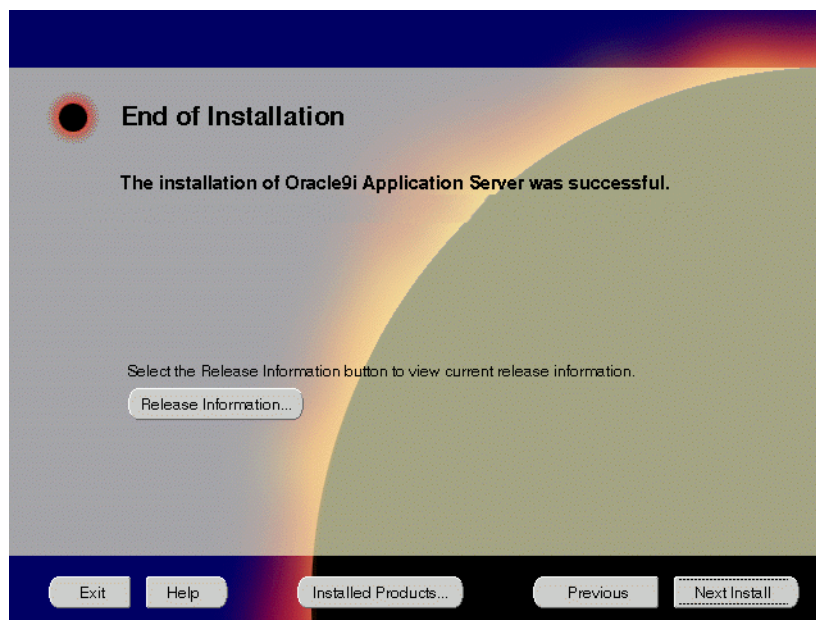 End of Installation
The installation of Oracle9i Application Server was successful.
Select the Release Information button to view current release information.
Release Information...
Exit
Help
Installed Products...
Previous
Next Install